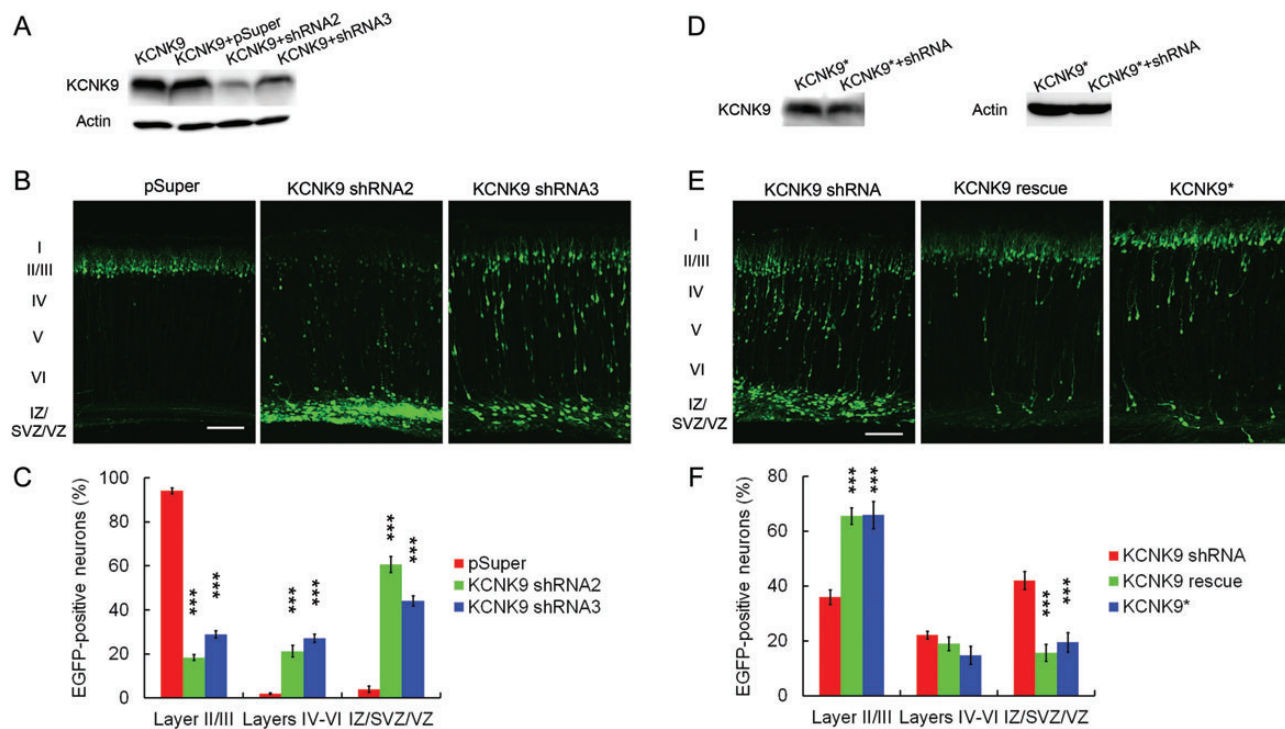 A
KCNK9
KCNK9+pSuper
KCNK9+shRNA2
KCNK9+shRNA3
KCNK9
Actin
B
pSuper
KCNK9 shRNA2
KCNK9 shRNA3
I
II/III
IV
V
VI
IZ/
SVZ/VZ
C
EGFP-positive neurons (%)
100
80
60
40
20
0
***
***
***
***
***
***
Layer II/III
Layers IV-VI
IZ/SVZ/VZ
pSuper
KCNK9 shRNA2
KCNK9 shRNA3
D
KCNK9*
KCNK9*+shRNA
KCNK9
KCNK9*
KCNK9*+shRNA
Actin
E
KCNK9 shRNA
KCNK9 rescue
KCNK9*
I
II/III
IV
V
VI
IZ/
SVZ/VZ
F
EGFP-positive neurons (%)
80
60
40
20
0
***
***
***
***
Layer II/III
Layers IV-VI
IZ/SVZ/VZ
KCNK9 shRNA
KCNK9 rescue
KCNK9*